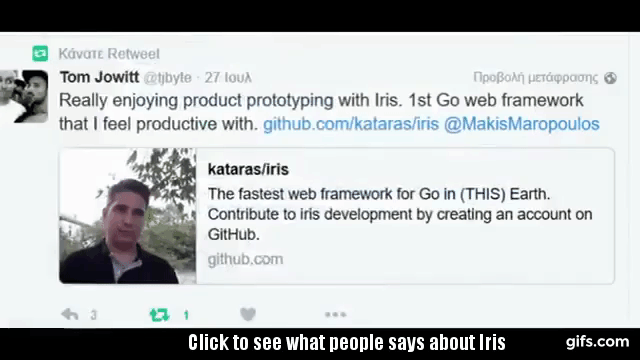 Κάνατε Retweet
Tom Jowitt @tjbyte · 27 Ιουλ Προβολή μετάφρασης
Really enjoying product prototyping with Iris. 1st Go web framework
that I feel productive with. github.com/kataras/iris @MakisMaropoulos
kataras/iris
The fastest web framework for Go in (THIS) Earth.
Contribute to iris development by creating an account on
GitHub.
github.com
3 1
Click to see what people says about Iris
gifs.com